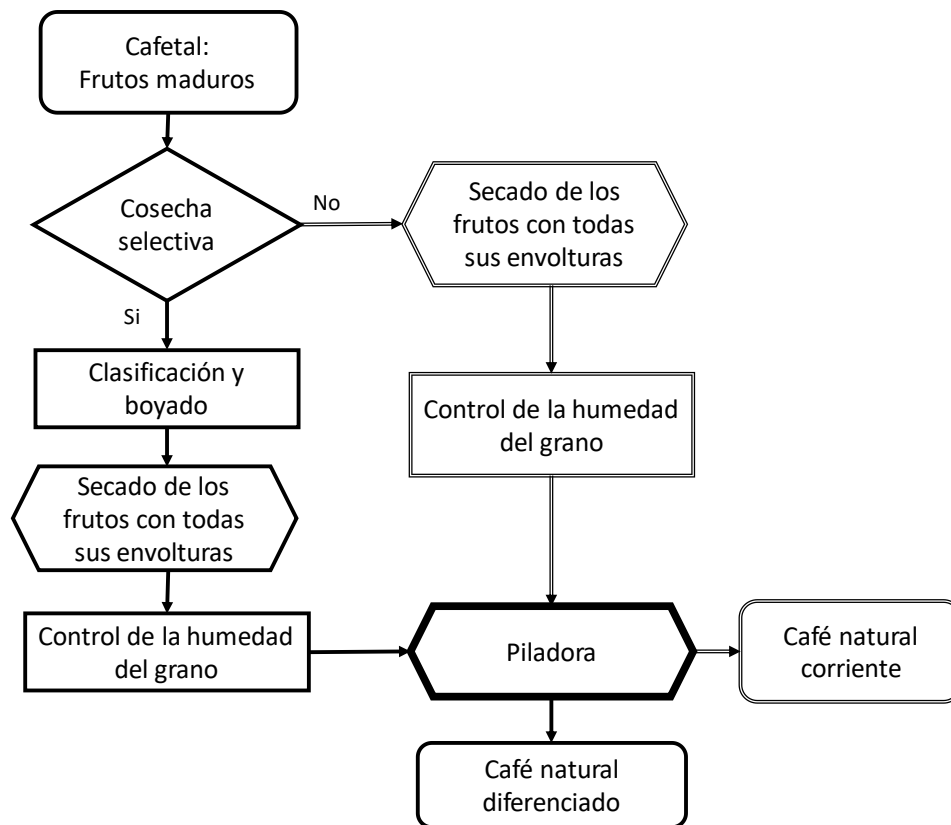 Cafetal:
Frutos maduros
Cosecha
selectiva
No
Secado de los
frutos con todas
sus envolturas
Si
Clasificación y
boyado
Control de la humedad
del grano
Secado de los
frutos con todas
sus envolturas
Control de la humedad
del grano
Piladora
Café natural
corriente
Café natural
diferenciado